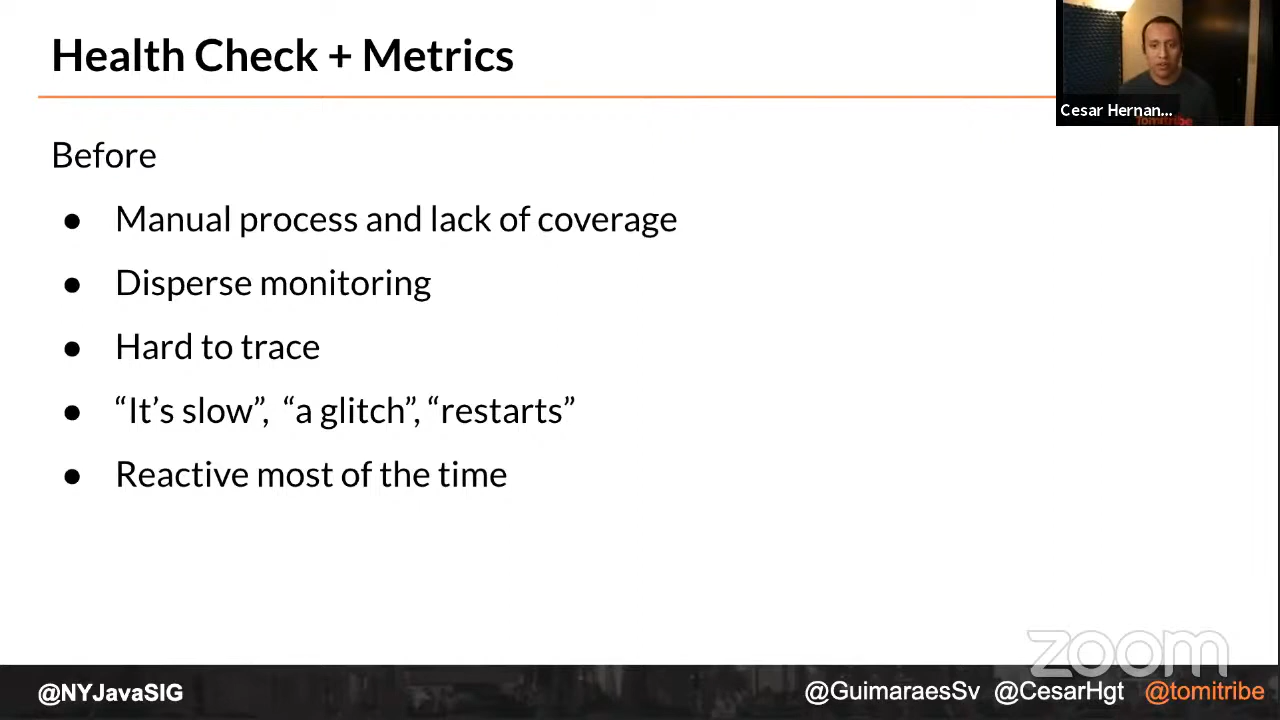 Health Check + Metrics
Cesar Hernan...
Tomitribe
Before
● Manual process and lack of coverage
● Disperse monitoring
● Hard to trace
● “It’s slow”, “a glitch”, “restarts”
● Reactive most of the time
zoom
@NYJavaSIG
@GuimaraesSv @CesarHgt @tomitribe